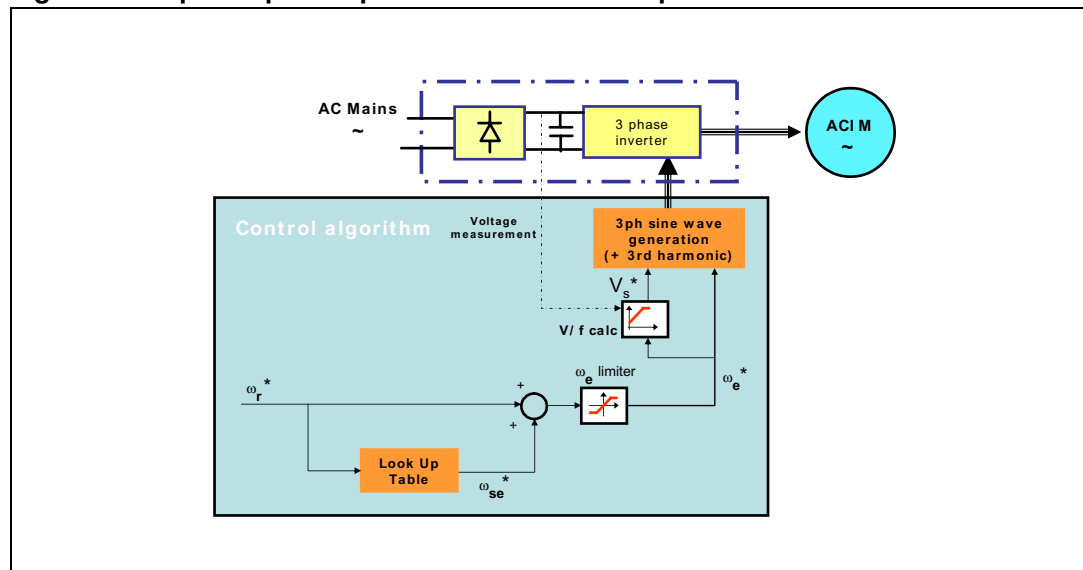 AC Mains
~
3 phase
inverter
ACI M
~
Control algorithm
Voltage
measurement
3ph sine wave
generation
(+ 3rd harmonic)
Vs*
V/ f calc
ωe limiter
ωe*
ωr*
+
+
Look Up
Table
ωse*